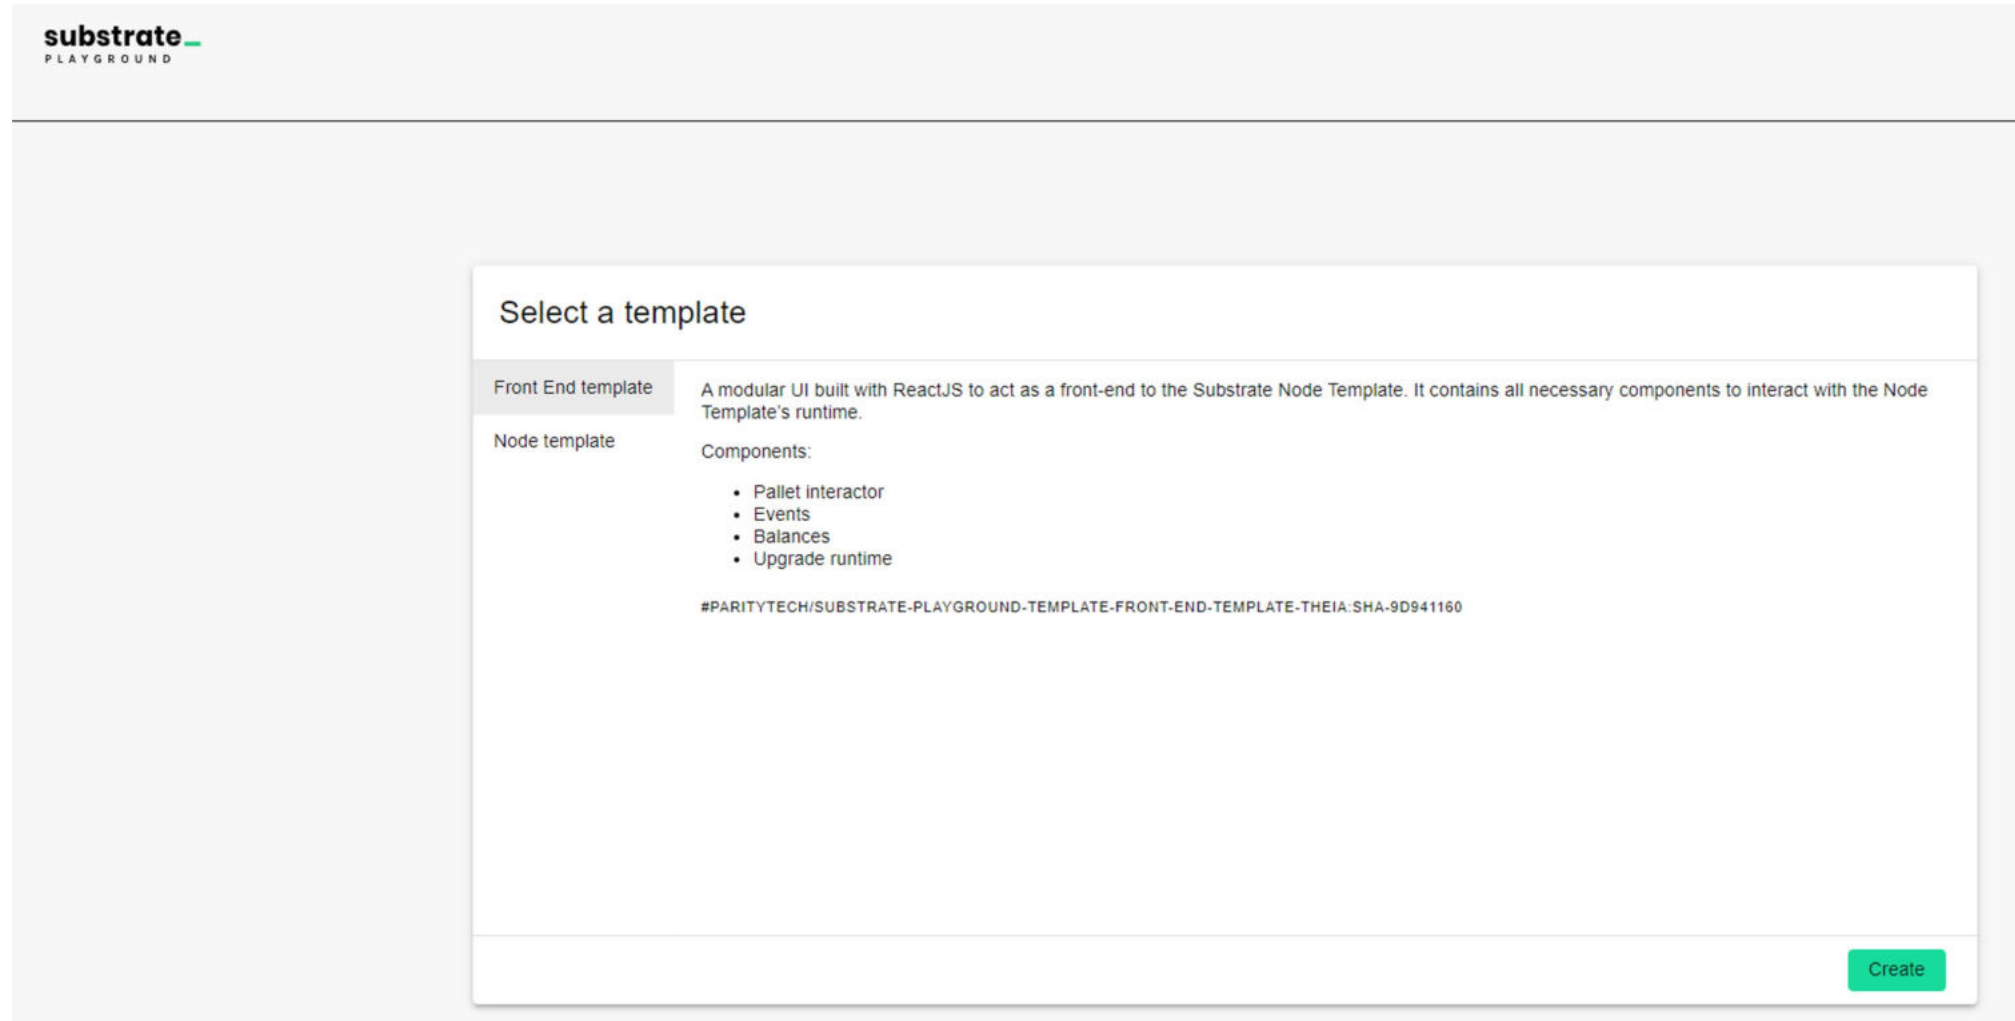 substrate_
PLAYGROUND
Select a template
Front End template
Node template
A modular UI built with ReactJS to act as a front-end to the Substrate Node Template. It contains all necessary components to interact with the Node
Template's runtime.
Components:
• Pallet interactor
• Events
• Balances
• Upgrade runtime
#PARITYTECH/SUBSTRATE-PLAYGROUND-TEMPLATE-FRONT-END-TEMPLATE-THEIA:SHA-9D941160
Create